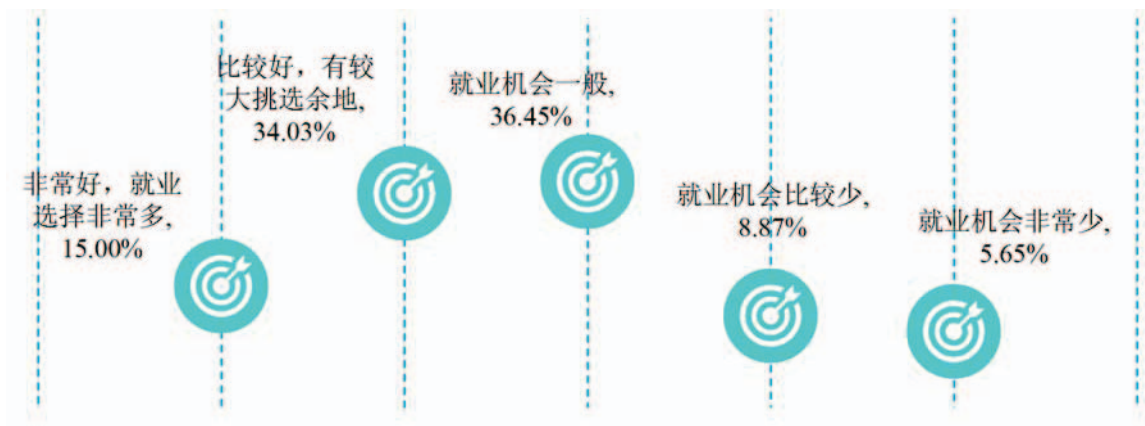 非常好，就业
选择非常多,
15.00%
比较好，有较
大挑选余地,
34.03%
就业机会一般,
36.45%
就业机会比较少,
8.87%
就业机会非常少,
5.65%